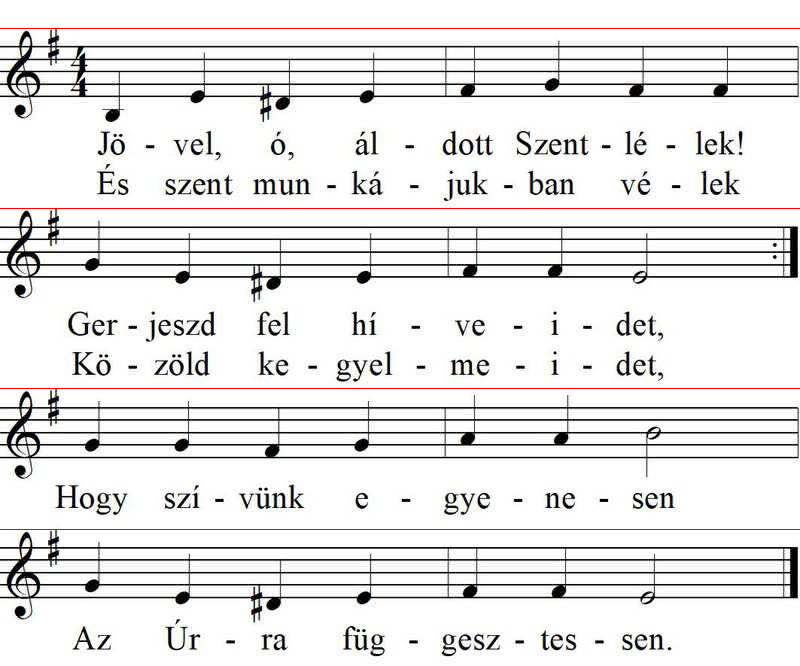 4
4
Jö - vel, ó, ál - dott Szent - lé - lek!
És szent mun - ká - juk - ban vé - lek
Ger - jeszd fel hí - ve - i - det,
Kö - zöld ke - gyel - me - i - det,
Hogy szí - vünk e - gye - ne - sen
Az Úr - ra füg - gesz - tes - sen.